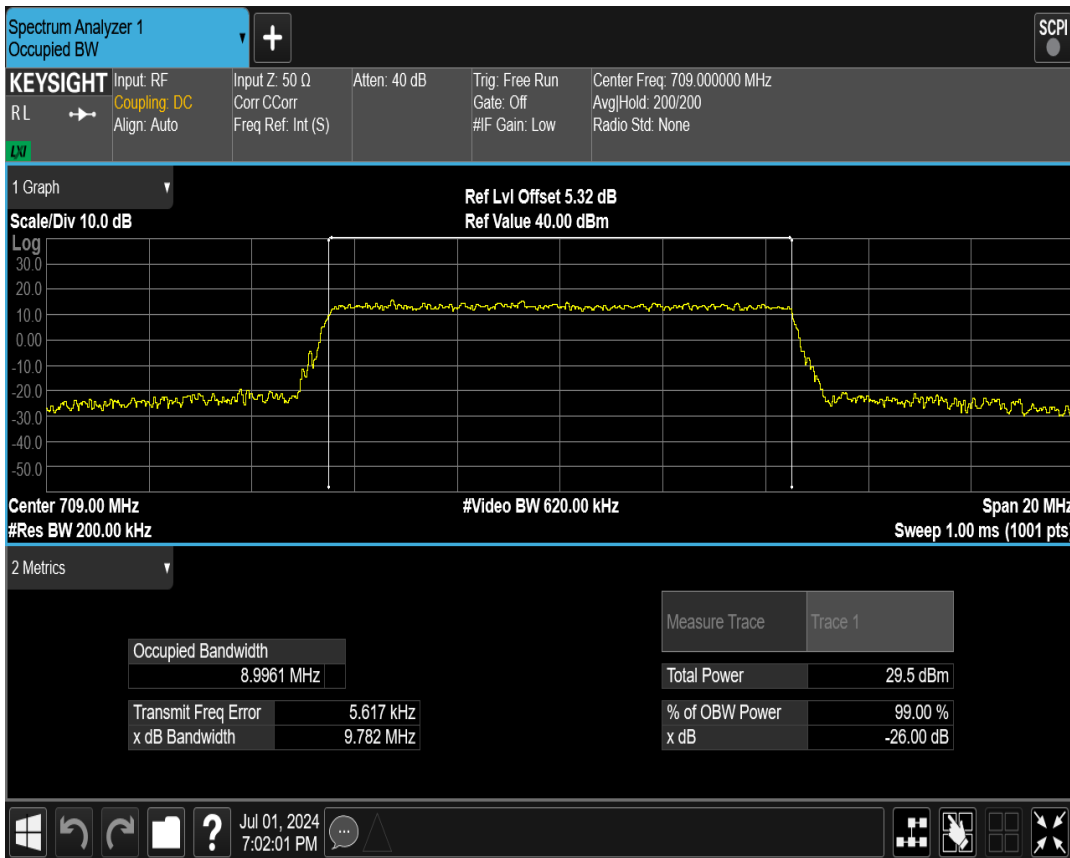 Spectrum Analyzer 1
Occupied BW
+
SCPI
KEYSIGHT
RL
LXI
Input: RF
Coupling: DC
Align: Auto
Input Z: 50 Ω
Corr CCorr
Freq Ref: Int (S)
Atten: 40 dB
Trig: Free Run
Gate: Off
#IF Gain: Low
Center Freq: 709.000000 MHz
Avg|Hold: 200/200
Radio Std: None
1 Graph
Scale/Div 10.0 dB
Ref Lvl Offset 5.32 dB
Ref Value 40.00 dBm
Log
30.0
20.0
10.0
0.00
-10.0
-20.0
-30.0
-40.0
-50.0
Center 709.00 MHz
#Video BW 620.00 kHz
Span 20 MHz
#Res BW 200.00 kHz
Sweep 1.00 ms (1001 pts)
2 Metrics
Measure Trace Trace 1
Occupied Bandwidth
8.9961 MHz
Total Power 29.5 dBm
Transmit Freq Error 5.617 kHz
% of OBW Power 99.00 %
x dB Bandwidth 9.782 MHz
x dB -26.00 dB
?
Jul 01, 2024
7:02:01 PM